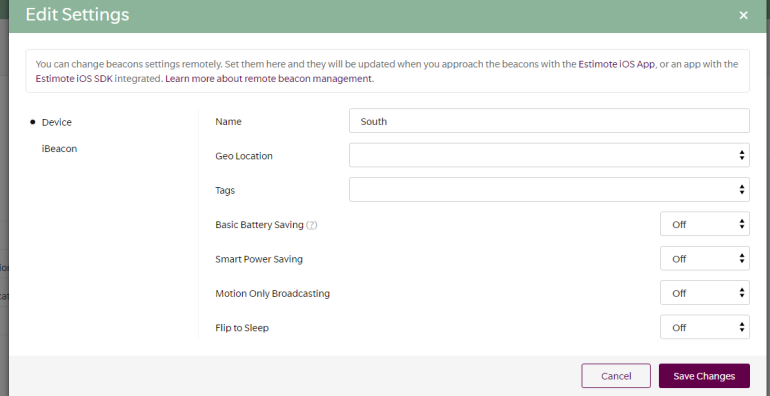 Edit Settings
You can change beacons settings remotely. Set them here and they will be updated when you approach the beacons with the Estimote iOS App, or an app with the
Estimote iOS SDK integrated. Learn more about remote beacon management.
Device
iBeacon
Name South
Geo Location
Tags
Basic Battery Saving (?) Off
Smart Power Saving Off
Motion Only Broadcasting Off
Flip to Sleep Off
Cancel Save Changes